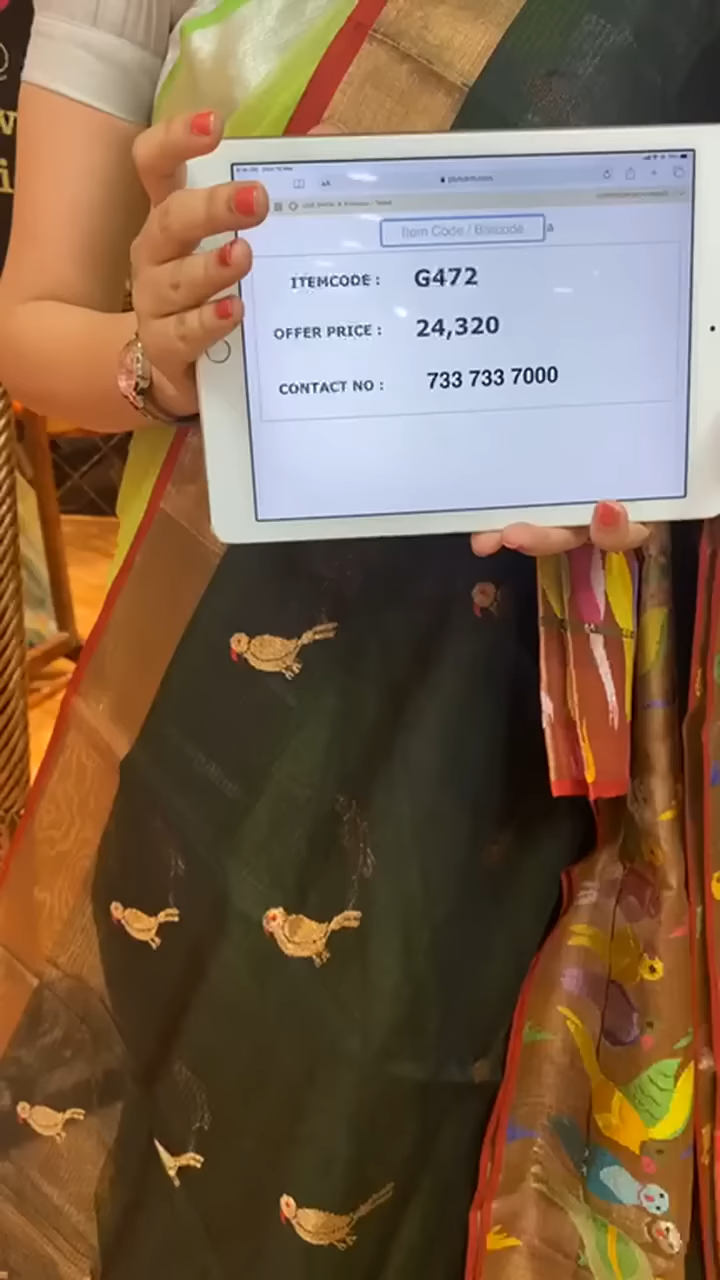 Item Code / Barcode
ITEMCODE : G472
OFFER PRICE : 24,320
CONTACT NO : 733 733 7000